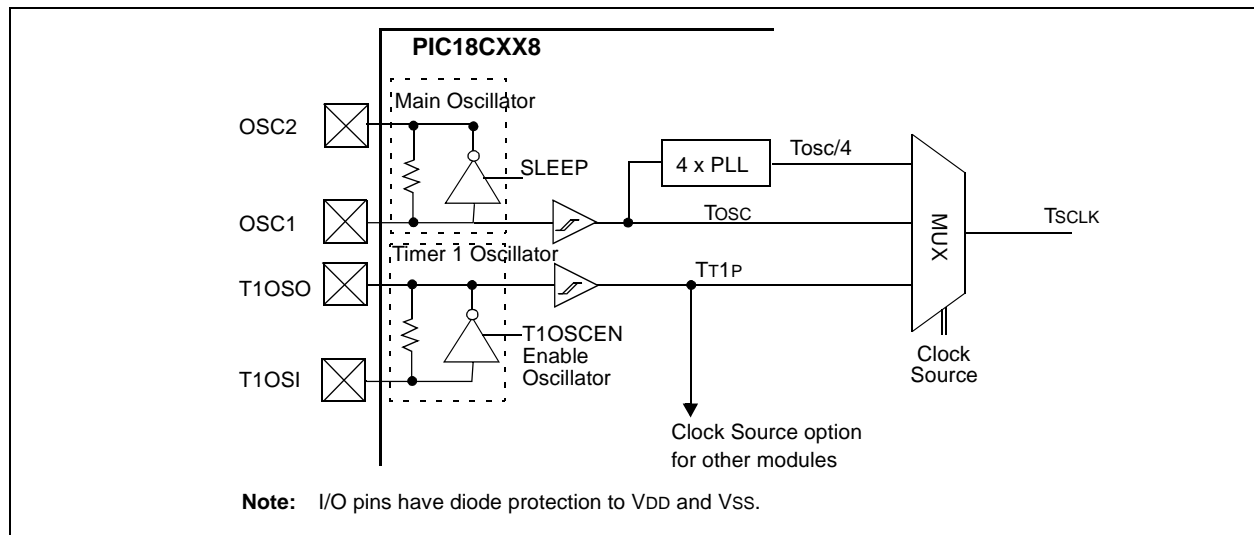 PIC18CXX8
Main Oscillator
OSC2
4 x PLL
Tosc/4
SLEEP
OSC1
TOSC
MUX
TSCLK
Timer 1 Oscillator
T1OSO
TT1P
T1OSCEN
Enable
Oscillator
Clock
Source
T1OSI
Clock Source option
for other modules
Note: I/O pins have diode protection to VDD and VSS.